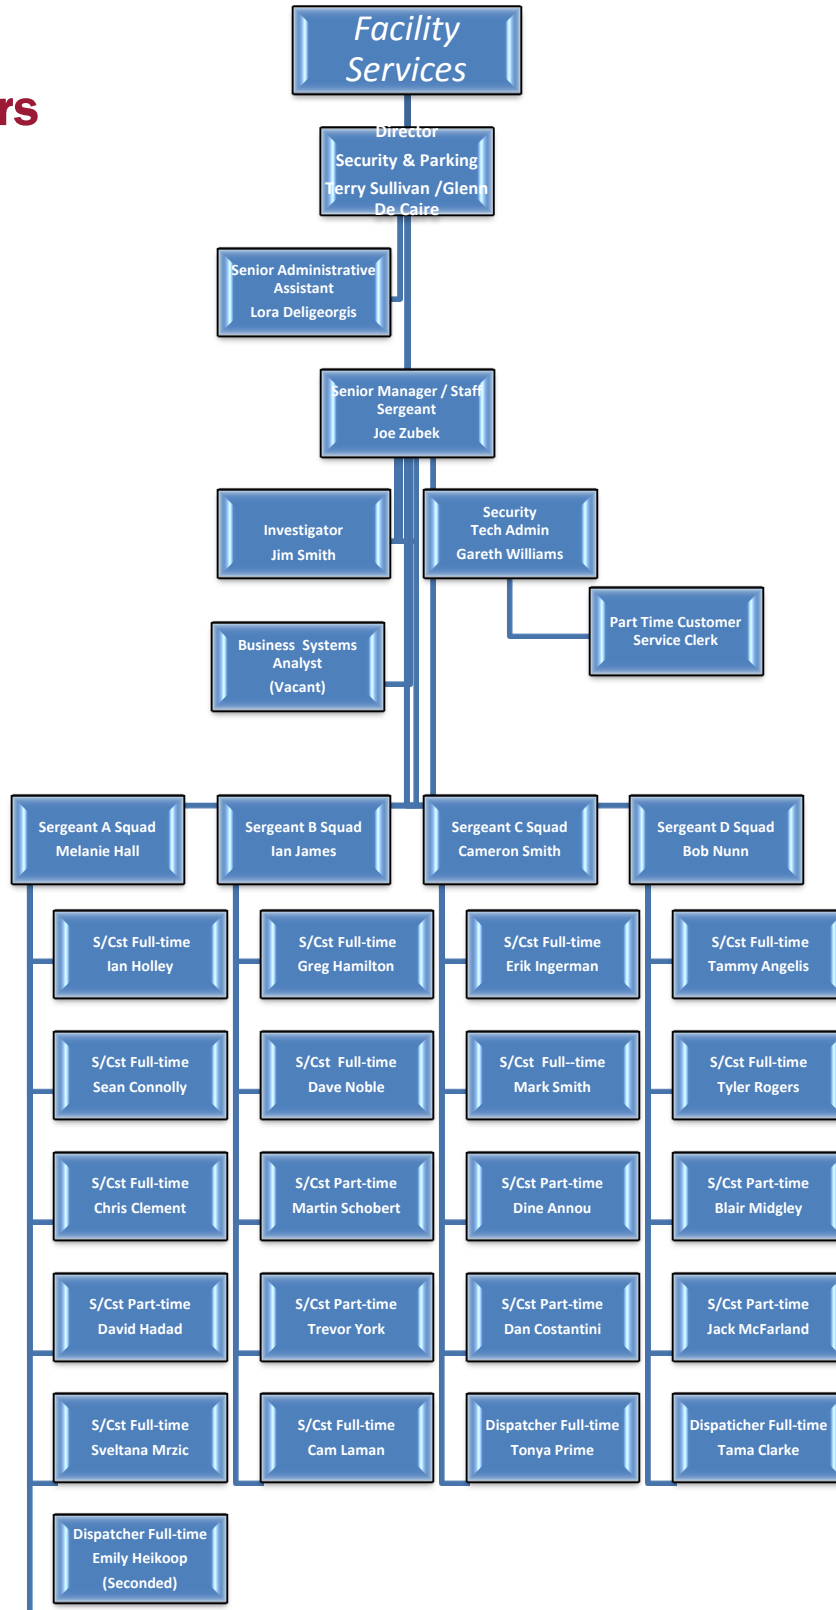 Facility
Services
rs
Director
Security & Parking
Terry Sullivan /Glenn
De Caire
Senior Administrative
Assistant
Lora Deligeorgis
Senior Manager / Staff
Sergeant
Joe Zubek
Investigator
Jim Smith
Security
Tech Admin
Gareth Williams
Part Time Customer
Service Clerk
Business  Systems
Analyst
(Vacant)
Sergeant A Squad
Melanie Hall
Sergeant B Squad
Ian James
Sergeant C Squad
Cameron Smith
Sergeant D Squad
Bob Nunn
S/Cst Full-time
Ian Holley
S/Cst Full-time
Greg Hamilton
S/Cst Full-time
Erik Ingerman
S/Cst Full-time
Tammy Angelis
S/Cst Full-time
Sean Connolly
S/Cst  Full-time
Dave Noble
S/Cst  Full--time
Mark Smith
S/Cst Full-time
Tyler Rogers
S/Cst Full-time
Chris Clement
S/Cst Part-time
Martin Schobert
S/Cst Part-time
Dine Annou
S/Cst Part-time
Blair Midgley
S/Cst Part-time
David Hadad
S/Cst Part-time
Trevor York
S/Cst Part-time
Dan Costantini
S/Cst Part-time
Jack McFarland
S/Cst Full-time
Sveltana Mrzic
S/Cst Full-time
Cam Laman
Dispatcher Full-time
Tonya Prime
Dispaticher Full-time
Tama Clarke
Dispatcher Full-time
Emily Heikoop
(Seconded)